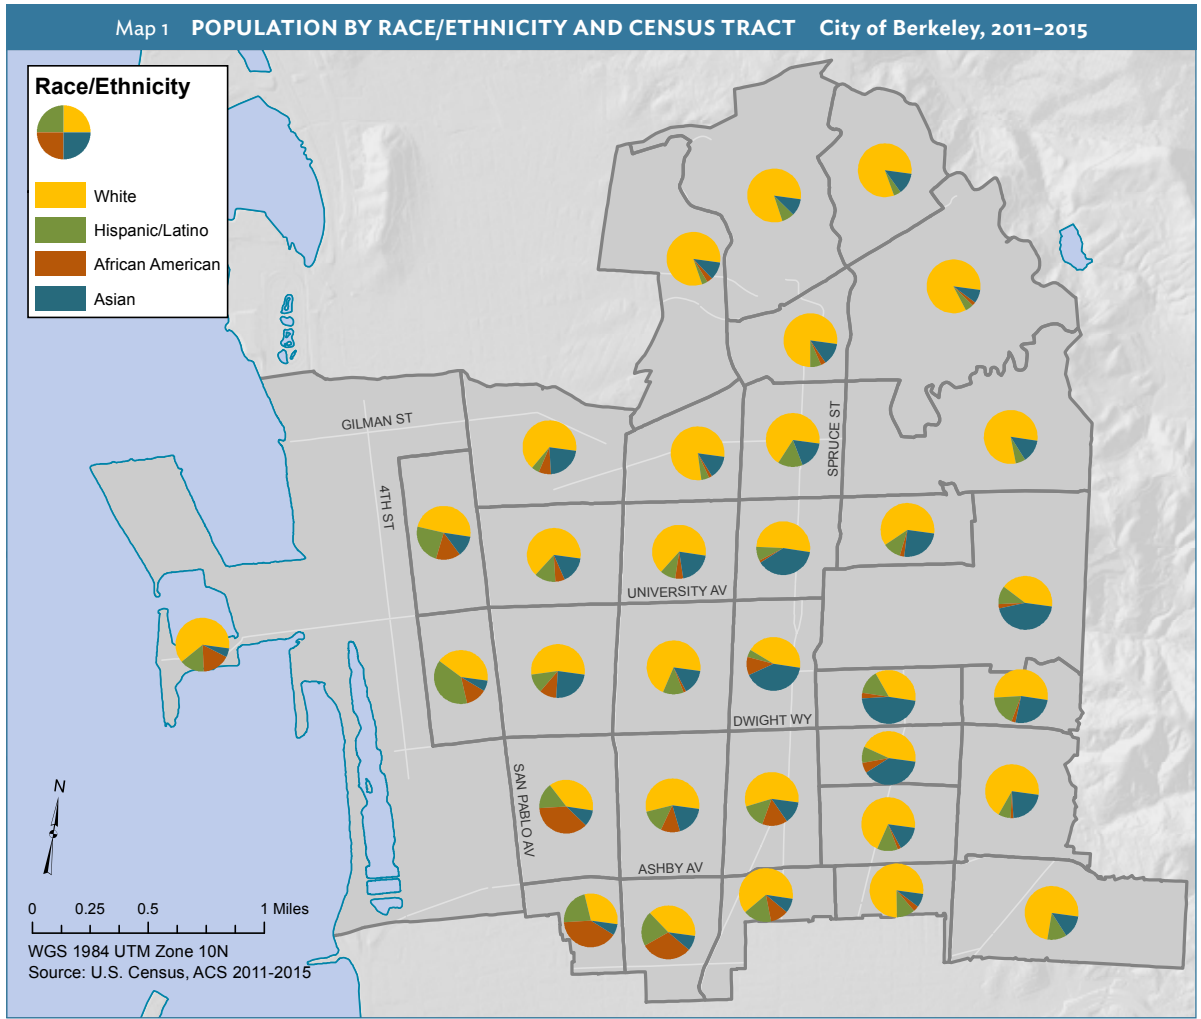 Map 1 POPULATION BY RACE/ETHNICITY AND CENSUS TRACT City of Berkeley, 2011–2015
Race/Ethnicity
White
Hispanic/Latino
African American
Asian
GILMAN ST
SPRUCE ST
4TH ST
UNIVERSITY AV
DWIGHT WY
SAN PABLO AV
ASHBY AV
N
0 0.25 0.5 1 Miles
WGS 1984 UTM Zone 10N
Source: U.S. Census, ACS 2011-2015